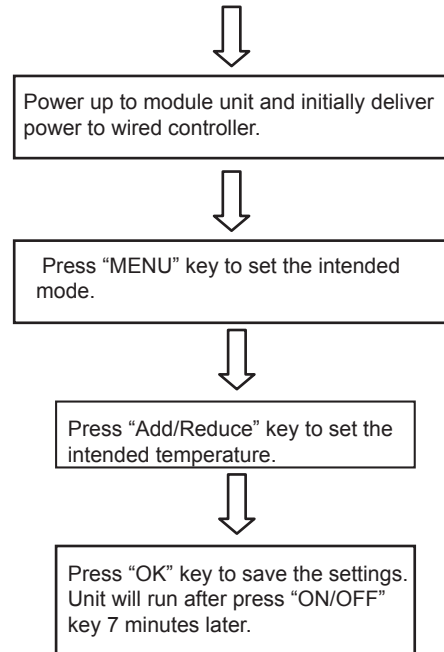 Power up to module unit and initially deliver
power to wired controller.
Press “MENU” key to set the intended
mode.
Press “Add/Reduce” key to set the
intended temperature.
Press “OK” key to save the settings.
Unit will run after press “ON/OFF”
key 7 minutes later.